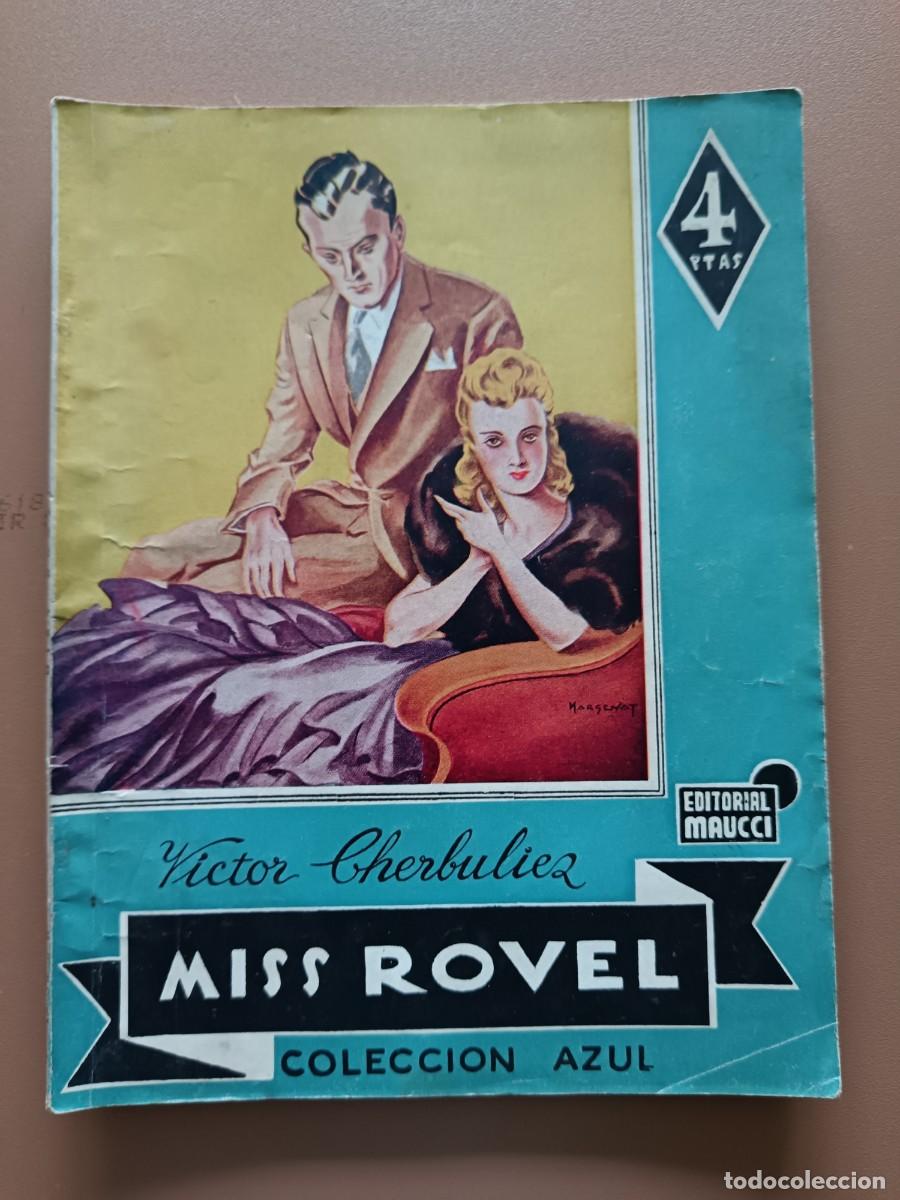 4
PTAS
MARGENAT
EDITORIAL
MAUCCI
Victor Cherbuliez
MISS ROVEL
COLECCION AZUL
todocoleccion